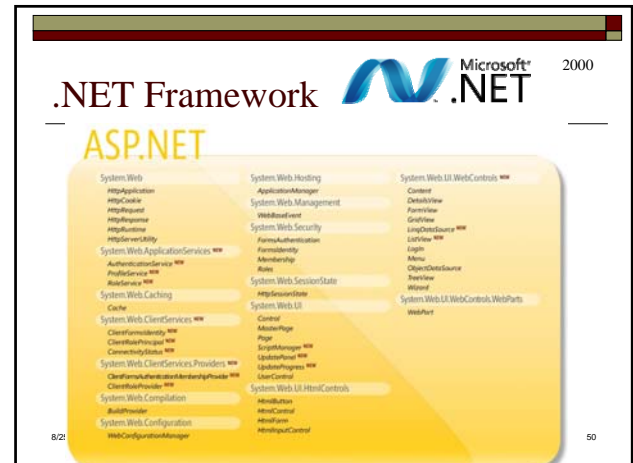 2000
Microsoft®
.NET
.NET Framework
ASP.NET
System.Web
HttpApplication
HttpCookie
HttpRequest
HttpResponse
HttpRuntime
HttpServerUtility
System.Web.ApplicationServices NEW
AuthenticationService NEW
ProfileService NEW
RoleService NEW
System.Web.Caching
Cache
System.Web.ClientServices NEW
ClientFormsIdentity NEW
ClientRolePrincipal NEW
ConnectivityStatus NEW
System.Web.ClientServices.Providers NEW
ClientFormsAuthenticationMembershipProvider NEW
ClientRoleProvider NEW
System.Web.Compilation
BuildProvider
System.Web.Configuration
WebConfigurationManager
System.Web.Hosting
ApplicationManager
System.Web.Management
WebBaseEvent
System.Web.Security
FormsAuthentication
FormsIdentity
Membership
Roles
System.Web.SessionState
HttpSessionState
System.Web.UI
Control
MasterPage
Page
ScriptManager NEW
UpdatePanel NEW
UpdateProgress NEW
UserControl
System.Web.UI.HtmlControls
HtmlButton
HtmlControl
HtmlForm
HtmlInputControl
System.Web.UI.WebControls NEW
Content
DetailsView
FormView
GridView
LinqDataSource NEW
ListView NEW
Login
Menu
ObjectDataSource
TreeView
Wizard
System.Web.UI.WebControls.WebParts
WebPart
50